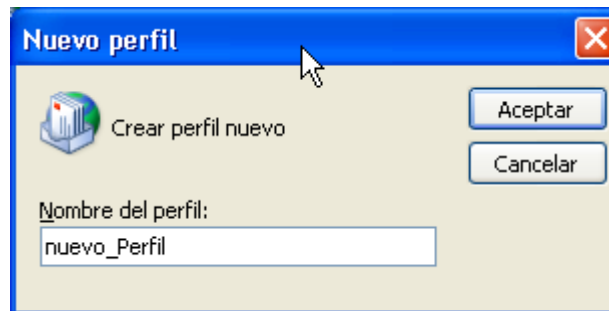 Nuevo perfil
Crear perfil nuevo
Aceptar
Cancelar
Nombre del perfil:
nuevo_Perfil